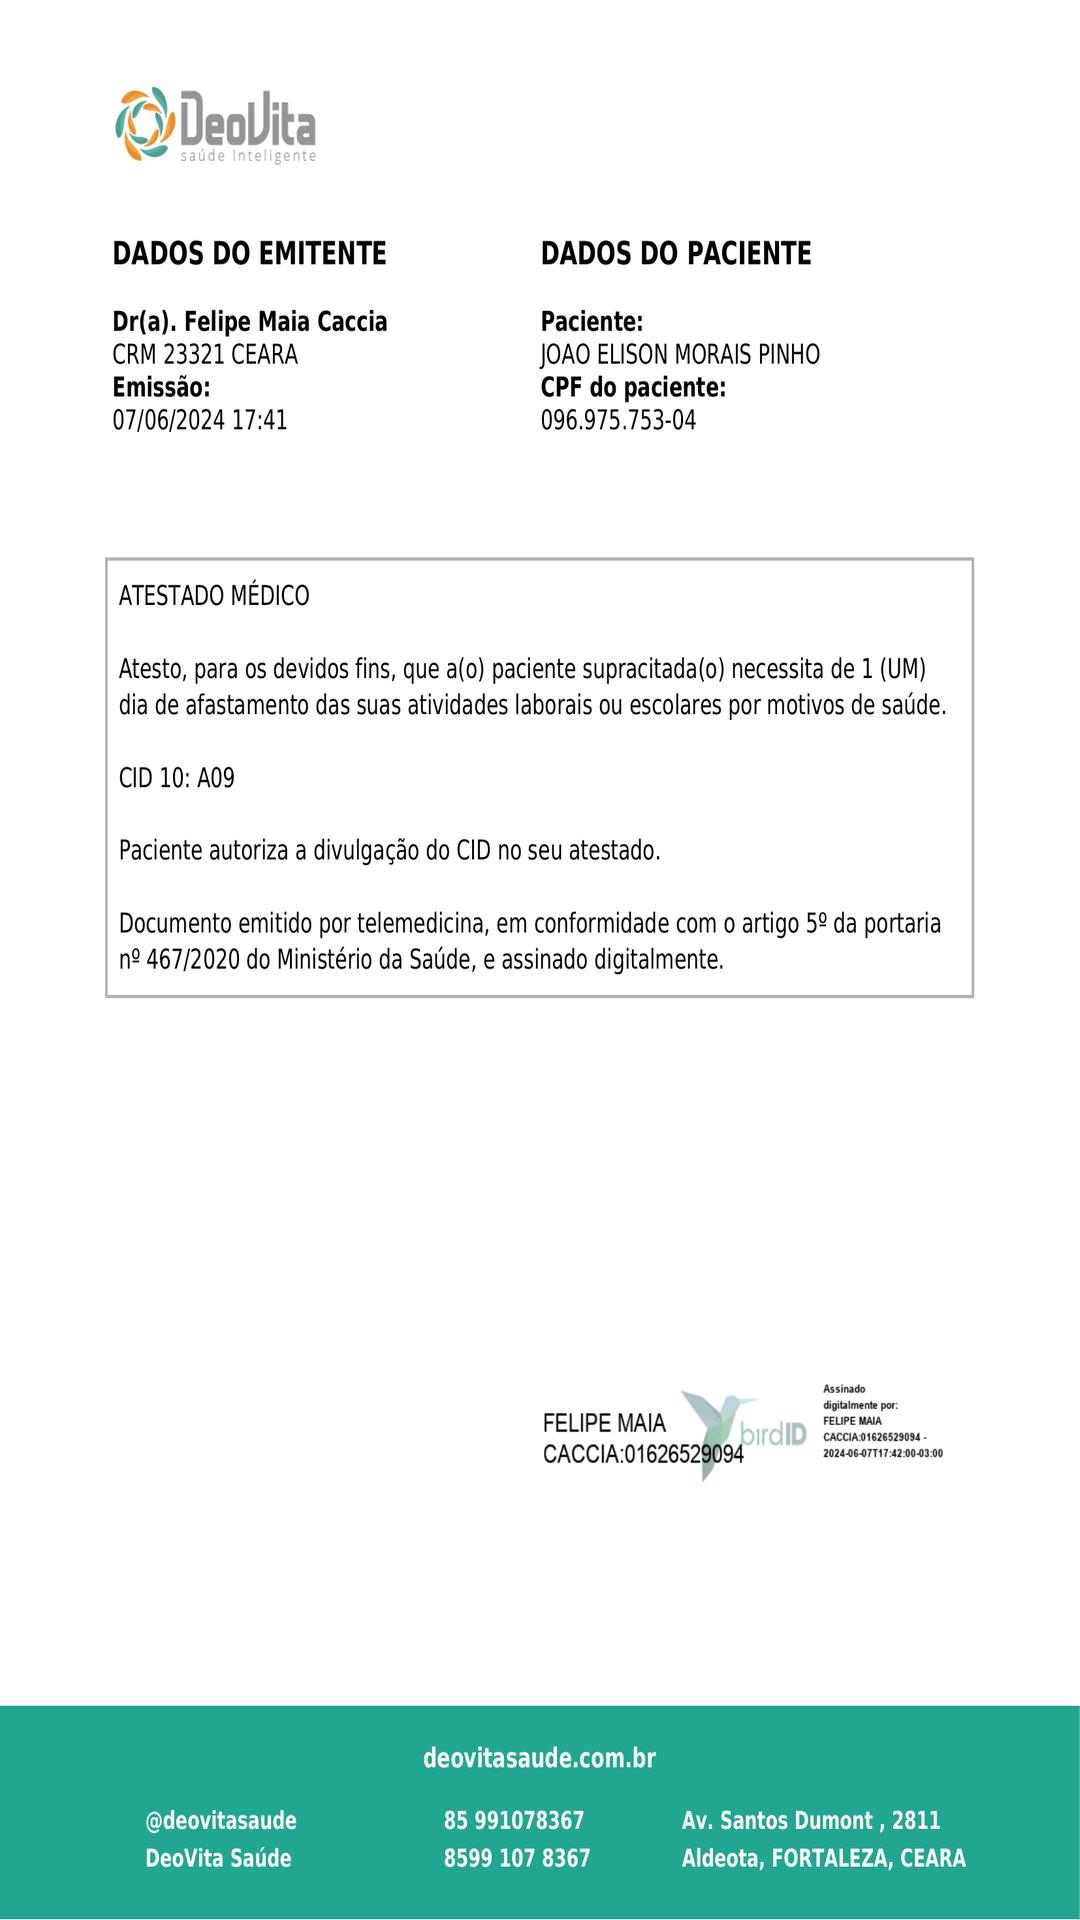 DeoVita
saúde inteligente
DADOS DO EMITENTE
Dr(a). Felipe Maia Caccia
CRM 23321 CEARA
Emissão:
07/06/2024 17:41
DADOS DO PACIENTE
Paciente:
JOAO ELISON MORAIS PINHO
CPF do paciente:
096.975.753-04
ATESTADO MÉDICO
Atesto, para os devidos fins, que a(o) paciente supracitada(o) necessita de 1 (UM)
dia de afastamento das suas atividades laborais ou escolares por motivos de saúde.
CID 10: A09
Paciente autoriza a divulgação do CID no seu atestado.
Documento emitido por telemedicina, em conformidade com o artigo 5º da portaria
nº 467/2020 do Ministério da Saúde, e assinado digitalmente.
FELIPE MAIA
CACCIA:01626529094
birdID
Assinado
digitalmente por:
FELIPE MAIA
CACCIA:01626529094 -
2024-06-07T17:42:00-03:00
deovitasaude.com.br
@deovitasaude
DeoVita Saúde
85 991078367
8599 107 8367
Av. Santos Dumont , 2811
Aldeota, FORTALEZA, CEARA